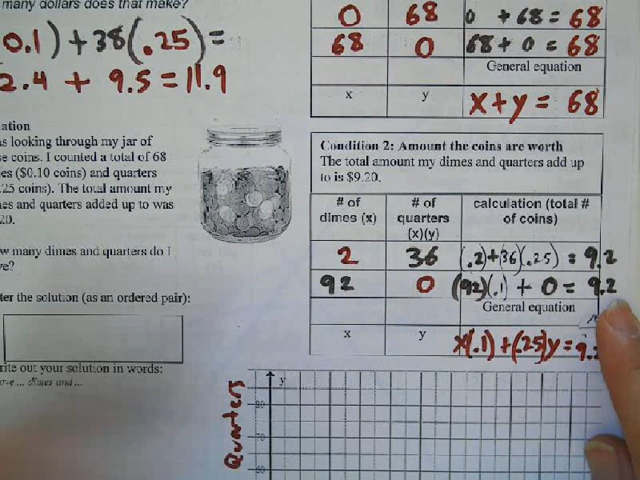 many dollars does that make?
0.1) + 38(.25) =
2.4 + 9.5 = 11.9
0 68 0 + 68 = 68
68 0 68 + 0 = 68
General equation
x y x + y = 68
ation
s looking through my jar of
se coins. I counted a total of 68
es ($0.10 coins) and quarters
.25 coins). The total amount my
es and quarters added up to was
20.
ow many dimes and quarters do I
ve?
ter the solution (as an ordered pair):
rite out your solution in words:
dimes and ...
Condition 2: Amount the coins are worth
The total amount my dimes and quarters add up
to is $9.20.
# of dimes (x)
# of quarters (x)(y)
calculation (total # of coins)
2 36 (.2)+(36)(.25) = 9.2
92 0 (92)(.1) + 0 = 9.2
General equation
x y x(.1) + (.25)y = 9.2
y
Quarters